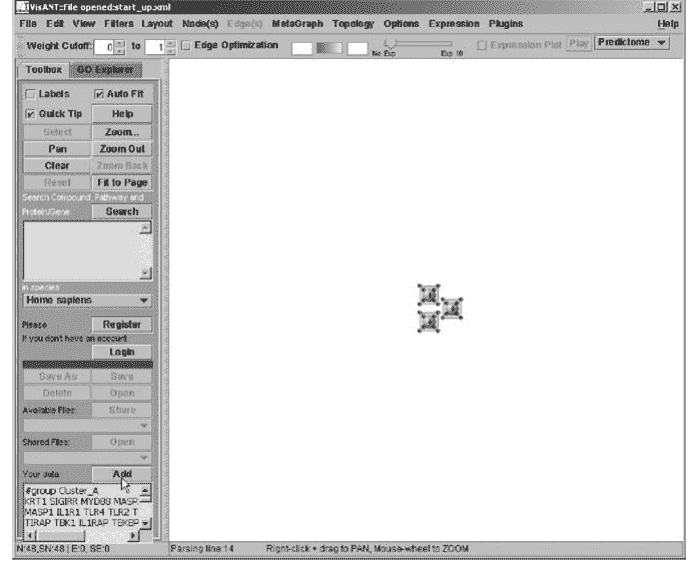 VisANT:File opened:start_up.xml
File Edit View Filters Layout Node(s) Edge(s) MetaGraph Topology Options Expression Plugins Help
Weight Cutoff: 0 to 1 Edge Optimization No Exp Exp 10 Expression Plot Play Predictome
Toolbox GO Explorer
Labels Auto Fit
Quick Tip Help
Select Zoom...
Pan Zoom Out
Clear Zoom Back
Reset Fit to Page
Search Compound, Pathway and
Protein/Gene: Search
in species
Homo sapiens
Please Register
if you don't have an account
Login
Save As Save
Delete Open
Available Files: Share
Shared Files: Open
Your data Add
#group Cluster_A
KRT1 SIGIRR MYD88 MASP
MASP1 IL1R1 TLR4 TLR2 T
TIRAP TBK1 IL1RAP TBKBP
N:48,SN:48 | E:0, SE:0 Parsing line:14 Right-click + drag to PAN, Mouse-wheel to ZOOM